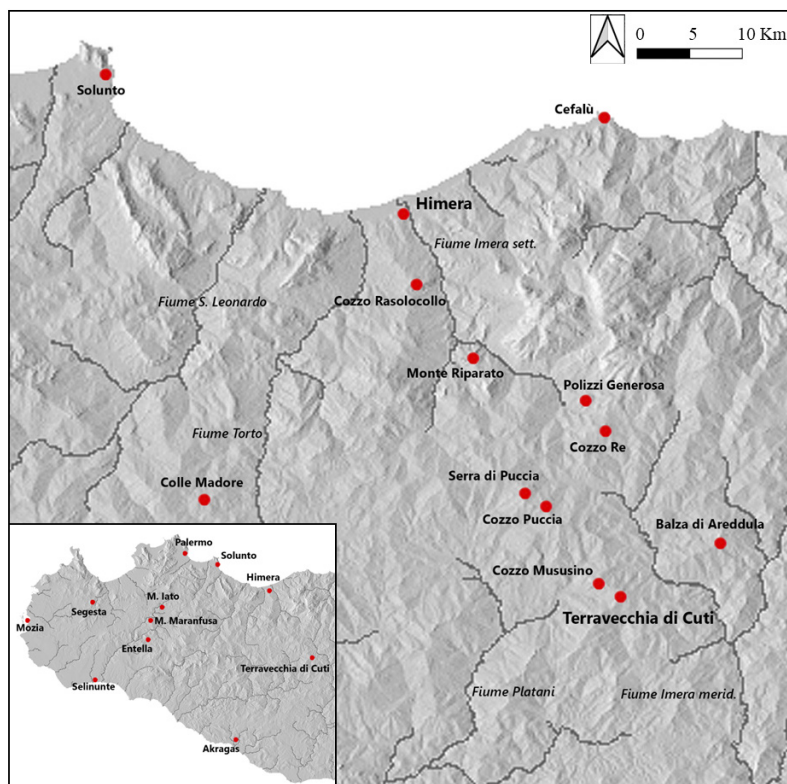 0 5 10 Km
Solunto
Cefalù
Himera
Fiume Imera sett.
Cozzo Rasolocollo
Fiume S. Leonardo
Monte Riparato
Polizzi Generosa
Fiume Torto
Cozzo Re
Colle Madore
Serra di Puccia
Cozzo Puccia
Balza di Areddula
Cozzo Mususino
Terravecchia di Cuti
Fiume Platani
Fiume Imera merid.
Palermo
Solunto
Himera
M. Iato
Segesta
Mozia
M. Maranfusa
Entella
Terravecchia di Cuti
Selinunte
Akragas